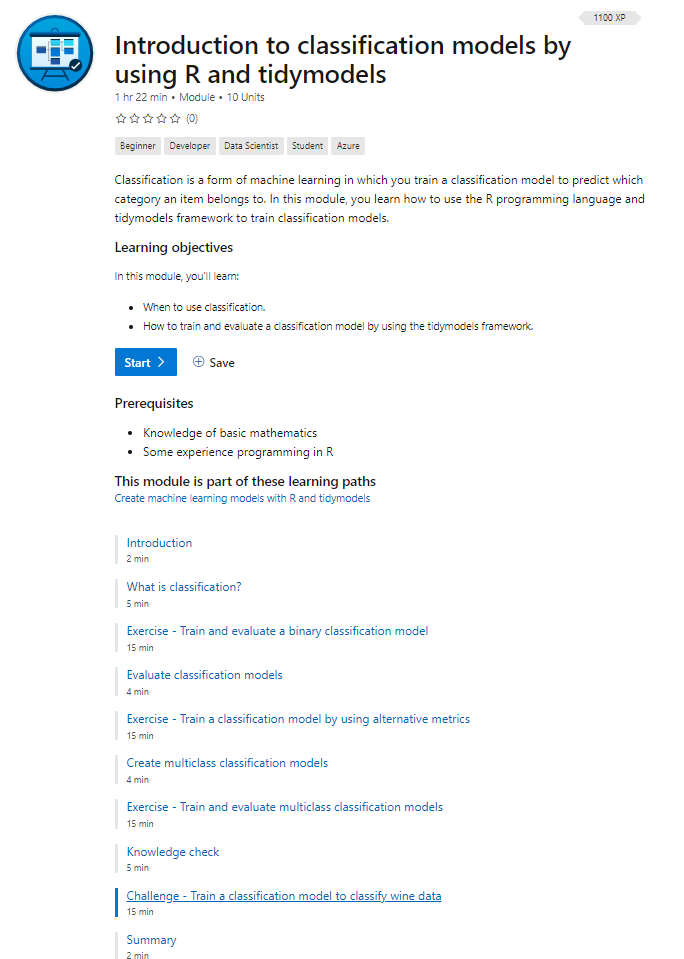 1100 XP
Introduction to classification models by
using R and tidymodels
1 hr 22 min • Module • 10 Units
(0)
Beginner Developer Data Scientist Student Azure
Classification is a form of machine learning in which you train a classification model to predict which
category an item belongs to. In this module, you learn how to use the R programming language and
tidymodels framework to train classification models.
Learning objectives
In this module, you'll learn:
• When to use classification.
• How to train and evaluate a classification model by using the tidymodels framework.
Start Save
Prerequisites
• Knowledge of basic mathematics
• Some experience programming in R
This module is part of these learning paths
Create machine learning models with R and tidymodels
Introduction
2 min
What is classification?
5 min
Exercise - Train and evaluate a binary classification model
15 min
Evaluate classification models
4 min
Exercise - Train a classification model by using alternative metrics
15 min
Create multiclass classification models
4 min
Exercise - Train and evaluate multiclass classification models
15 min
Knowledge check
5 min
Challenge - Train a classification model to classify wine data
15 min
Summary
2 min